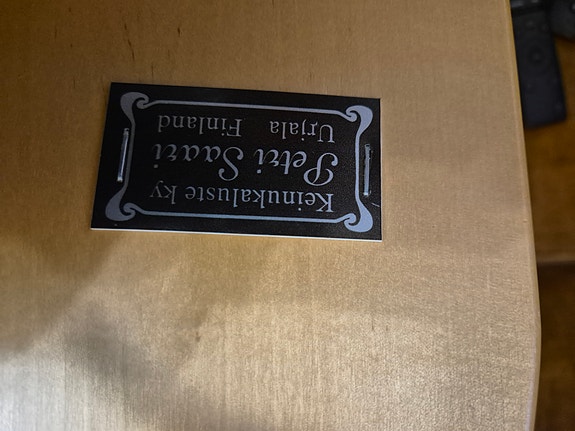 Keinukaluste ky
Petri Saari
Urjala Finland